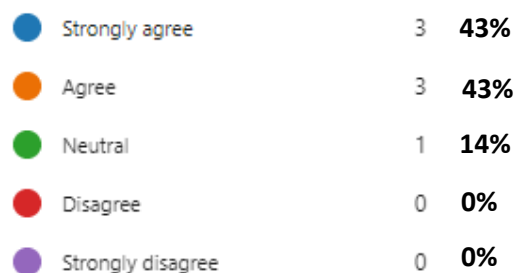 Strongly agree 3 43%
Agree 3 43%
Neutral 1 14%
Disagree 0 0%
Strongly disagree 0 0%